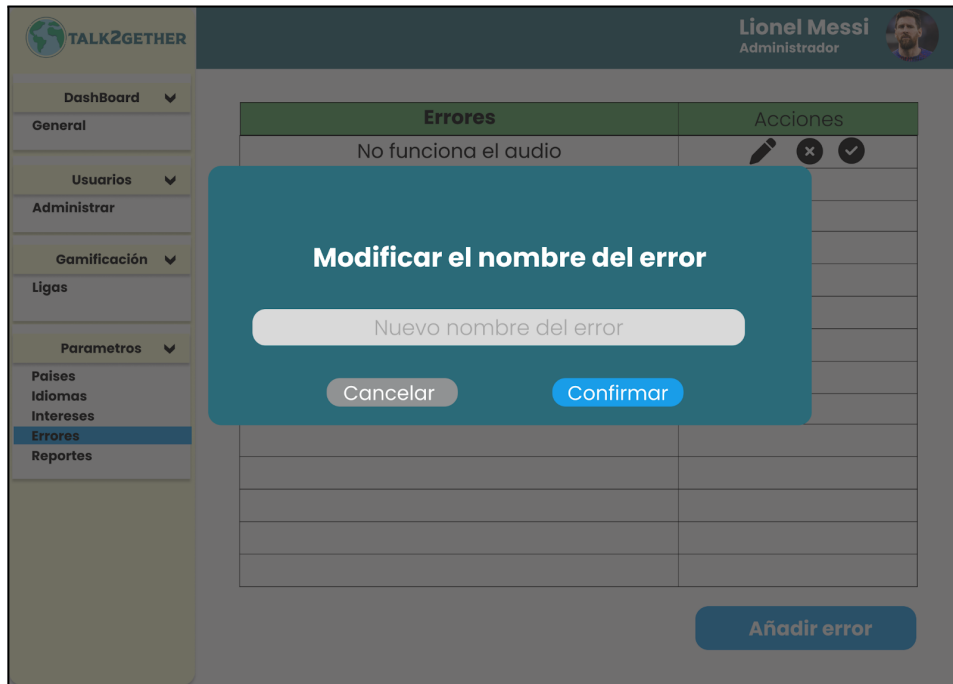 TALK2GETHER
Lionel Messi
Administrador
DashBoard
General
Usuarios
Administrar
Gamificación
Ligas
Parametros
Paises
Idiomas
Intereses
Errores
Reportes
Errores Acciones
No funciona el audio
Modificar el nombre del error
Nuevo nombre del error
Cancelar Confirmar
Añadir error